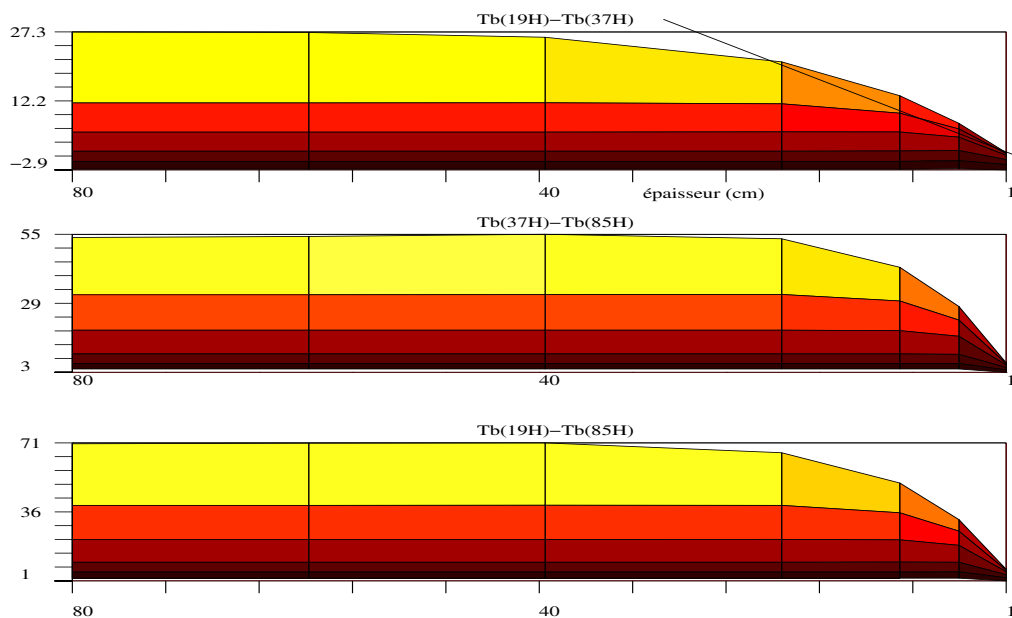 Tb(19H)−Tb(37H)
27.3
12.2
−2.9
80 40 épaisseur (cm) 1
Tb(37H)−Tb(85H)
55
29
3
80 40 1
Tb(19H)−Tb(85H)
71
36
1
80 40 1